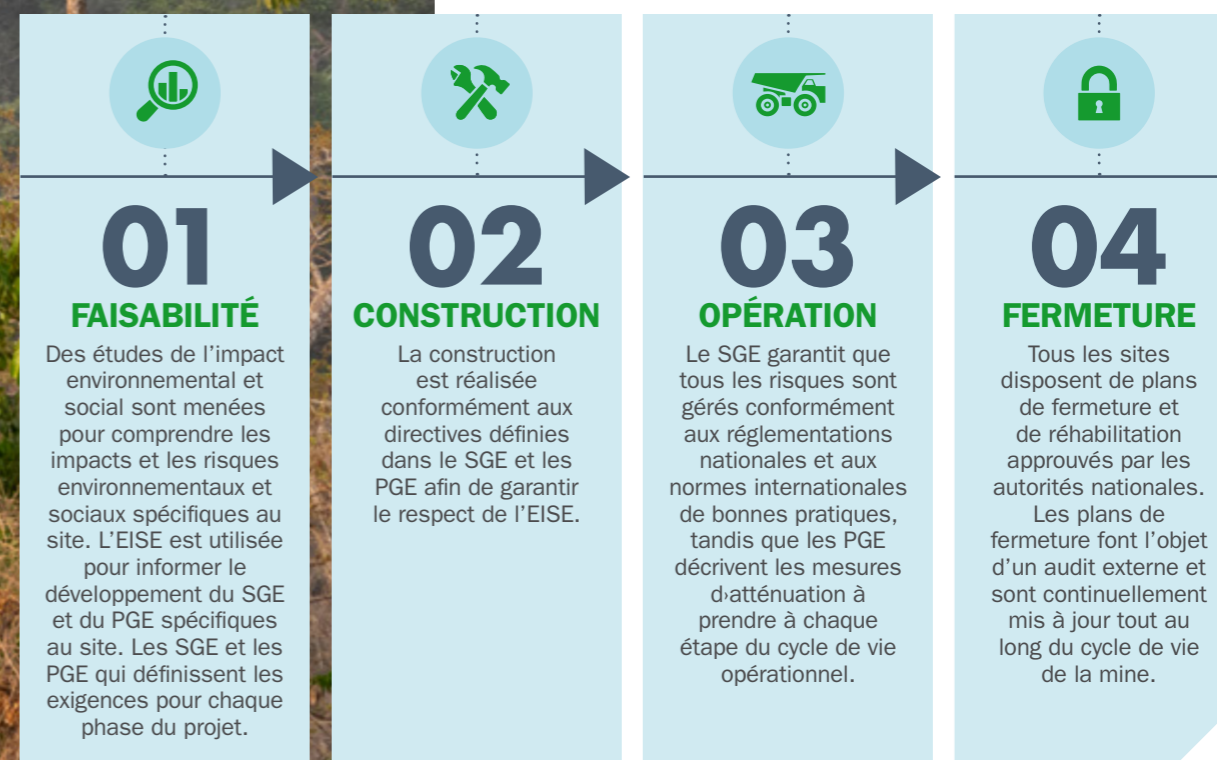 01
FAISABILITÉ
Des études de l’impact
environnemental et
social sont menées
pour comprendre les
impacts et les risques
environnementaux et
sociaux spécifiques au
site. L’EISE est utilisée
pour informer le
développement du SGE
et du PGE spécifiques
au site. Les SGE et les
PGE qui définissent les
exigences pour chaque
phase du projet.
02
CONSTRUCTION
La construction
est réalisée
conformément aux
directives définies
dans le SGE et les
PGE afin de garantir
le respect de l’EISE.
03
OPÉRATION
Le SGE garantit que
tous les risques sont
gérés conformément
aux réglementations
nationales et aux
normes internationales
de bonnes pratiques,
tandis que les PGE
décrivent les mesures
d›atténuation à
prendre à chaque
étape du cycle de vie
opérationnel.
04
FERMETURE
Tous les sites
disposent de plans
de fermeture et
de réhabilitation
approuvés par les
autorités nationales.
Les plans de
fermeture font l’objet
d’un audit externe et
sont continuellement
mis à jour tout au
long du cycle de vie
de la mine.